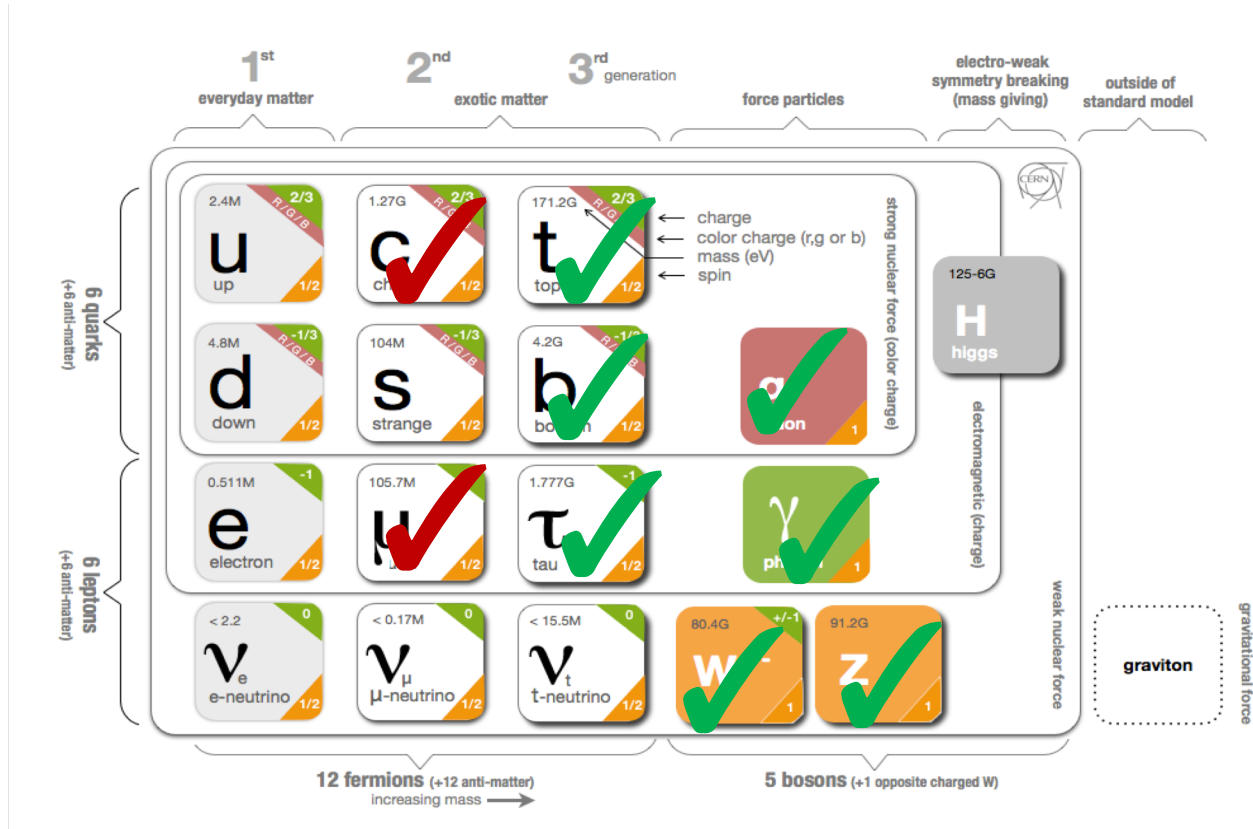 1st
2nd
3rd generation
everyday matter
exotic matter
force particles
electro-weak
symmetry breaking
(mass giving)
outside of
standard model
6 quarks
(+6 anti-matter)
2.4M
2/3
R/G/B
u
up
1/2
1.27G
2/3
R/G/B
c
1/2
171.2G
2/3
t
top
1/2
charge
color charge (r,g or b)
mass (eV)
spin
4.8M
-1/3
R/G/B
d
down
1/2
104M
-1/3
R/G/B
s
strange
1/2
4.2G
-1/3
R/G/B
b
1/2
1
strong nuclear force (color charge)
CERN
125-6G
H
higgs
6 leptons
(+6 anti-matter)
0.511M
-1
e
electron
1/2
105.7M
μ
1/2
1.777G
-1
τ
tau
1/2
γ
1
electromagnetic (charge)
< 2.2
0
νe
e-neutrino
1/2
< 0.17M
0
νμ
μ-neutrino
1/2
< 15.5M
0
νt
t-neutrino
1/2
80.4G
+/-1
W
1
91.2G
Z
1
weak nuclear force
graviton
gravitational force
12 fermions (+12 anti-matter)
increasing mass
5 bosons (+1 opposite charged W)